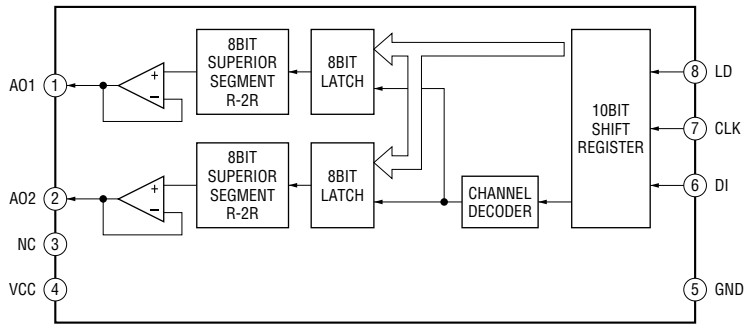 8BIT
SUPERIOR
SEGMENT
R-2R
8BIT
LATCH
10BIT
SHIFT
REGISTER
AO1 1
+
−
8 LD
7 CLK
6 DI
8BIT
SUPERIOR
SEGMENT
R-2R
8BIT
LATCH
CHANNEL
DECODER
AO2 2
+
−
NC 3
VCC 4
5 GND